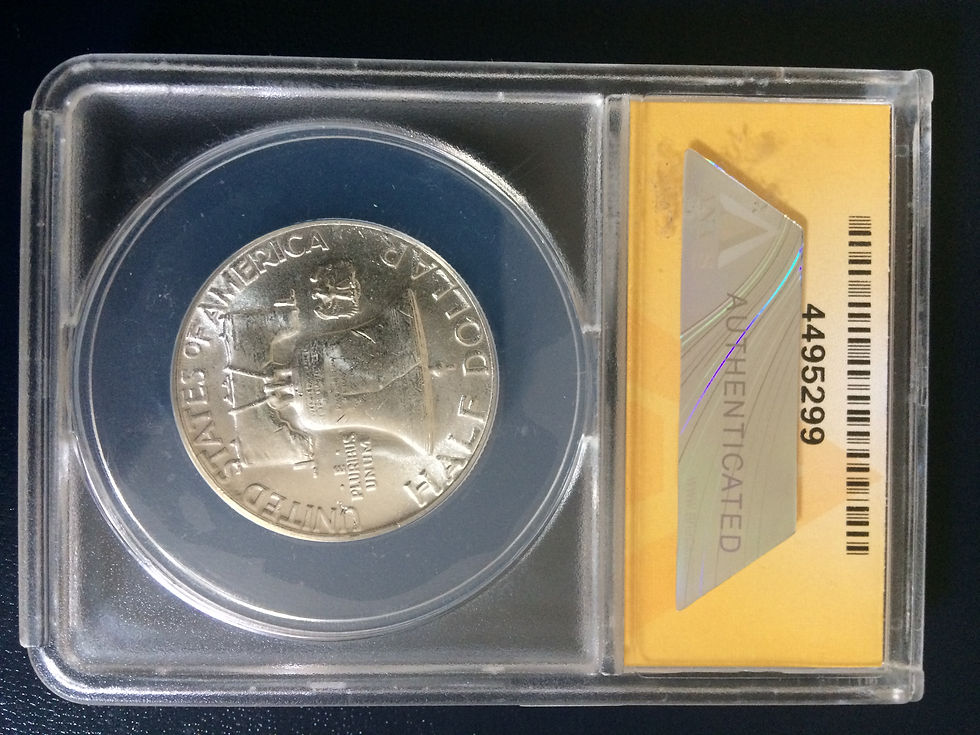 4495299
AUTHENTICATED
UNITED STATES OF AMERICA
E
PLURIBUS
UNUM
HALF DOLLAR